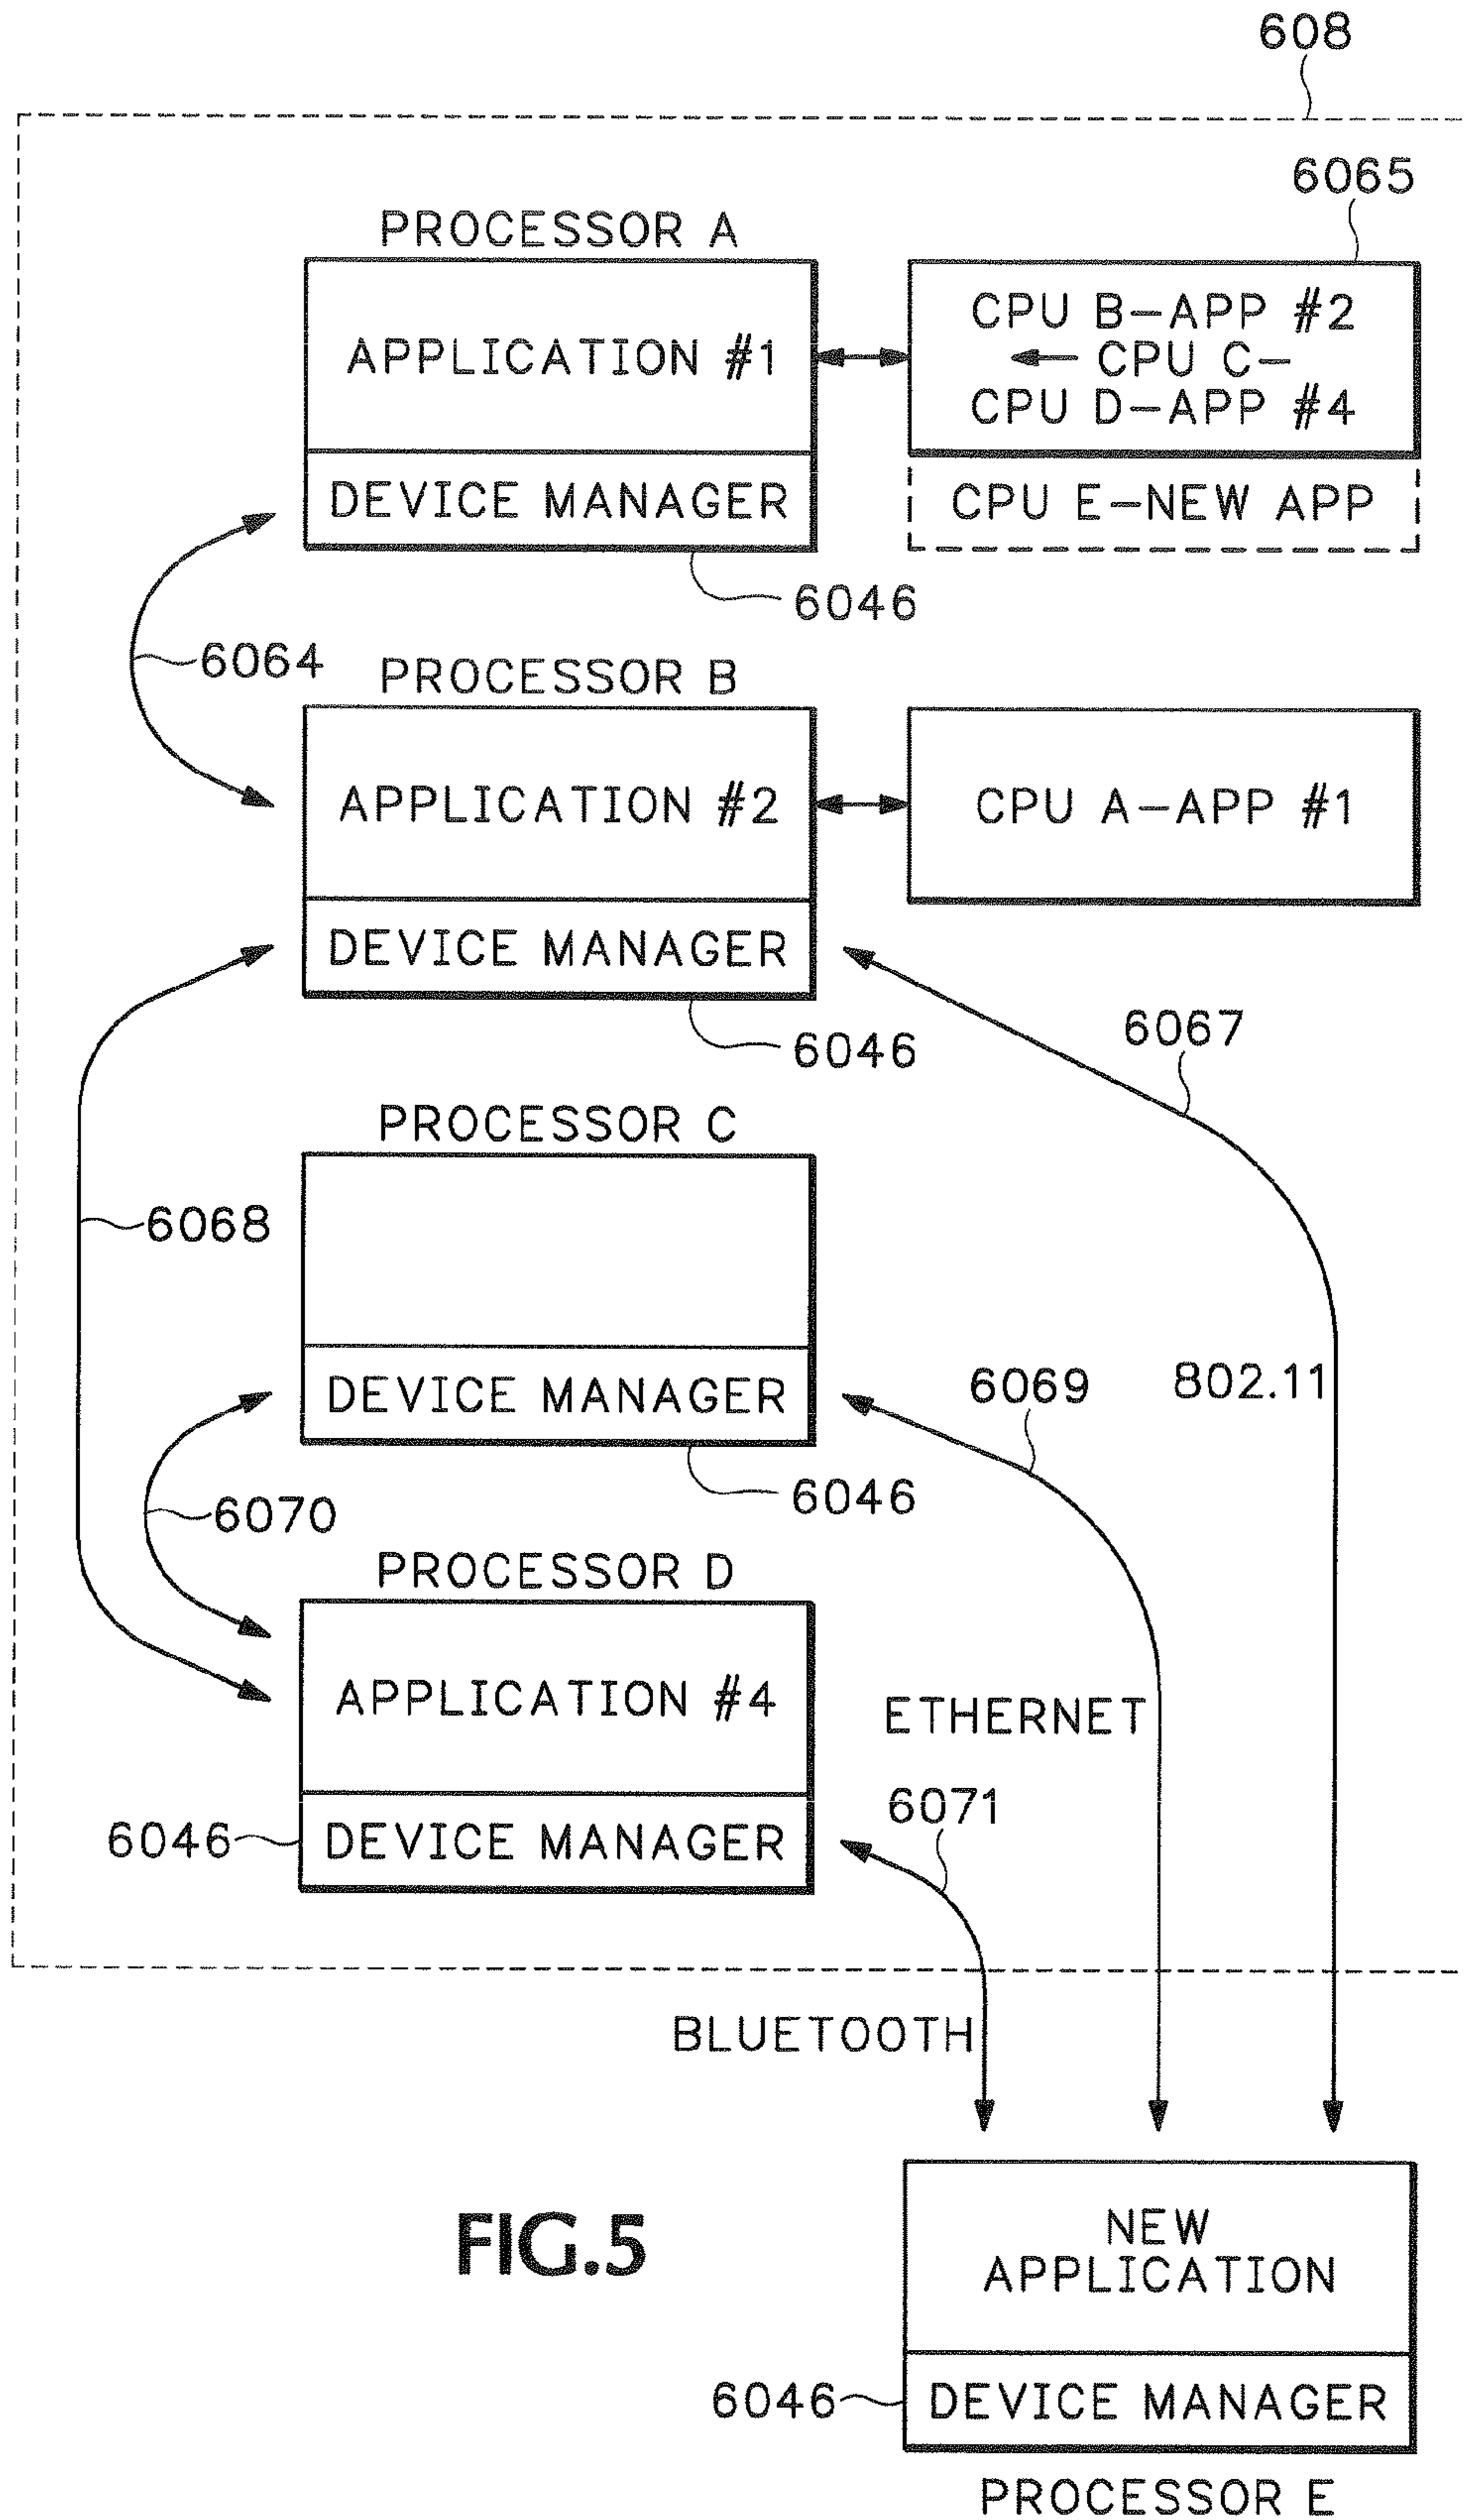 608
6065
PROCESSOR A
APPLICATION #1
DEVICE MANAGER
CPU B-APP #2
CPU C-
CPU D-APP #4
CPU E-NEW APP
6046
6064
PROCESSOR B
APPLICATION #2
DEVICE MANAGER
CPU A-APP #1
6046
6067
PROCESSOR C
6068
DEVICE MANAGER
6069
802.11
6046
6070
PROCESSOR D
APPLICATION #4
ETHERNET
6071
6046
DEVICE MANAGER
BLUETOOTH
NEW
APPLICATION
FIG.5
6046
DEVICE MANAGER
PROCESSOR E